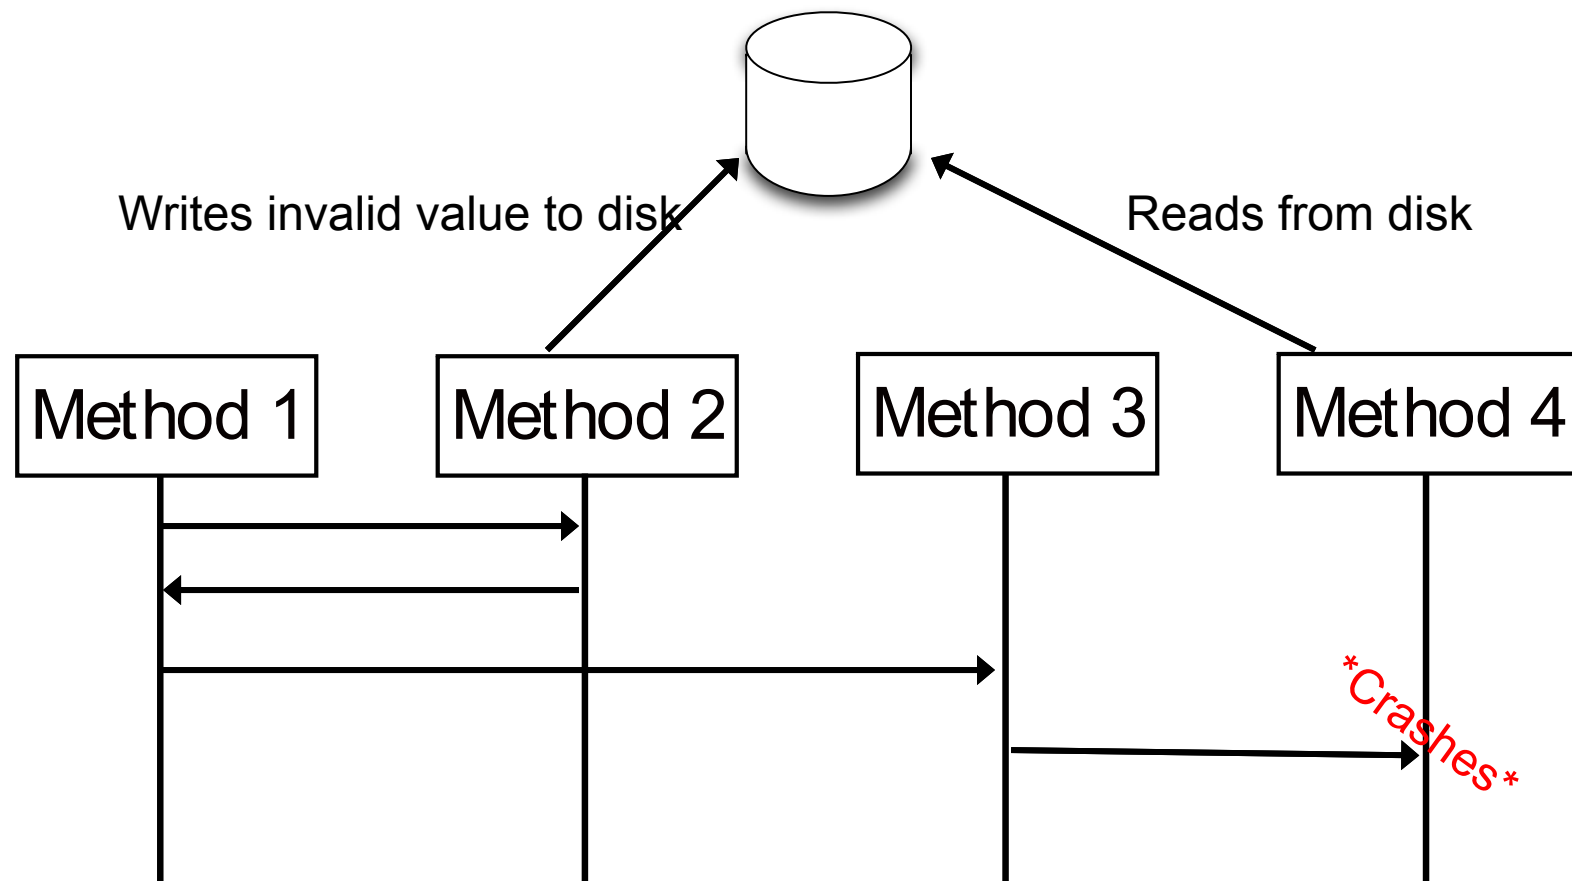 Writes invalid value to disk
Reads from disk
Method 1
Method 2
Method 3
Method 4
*Crashes*